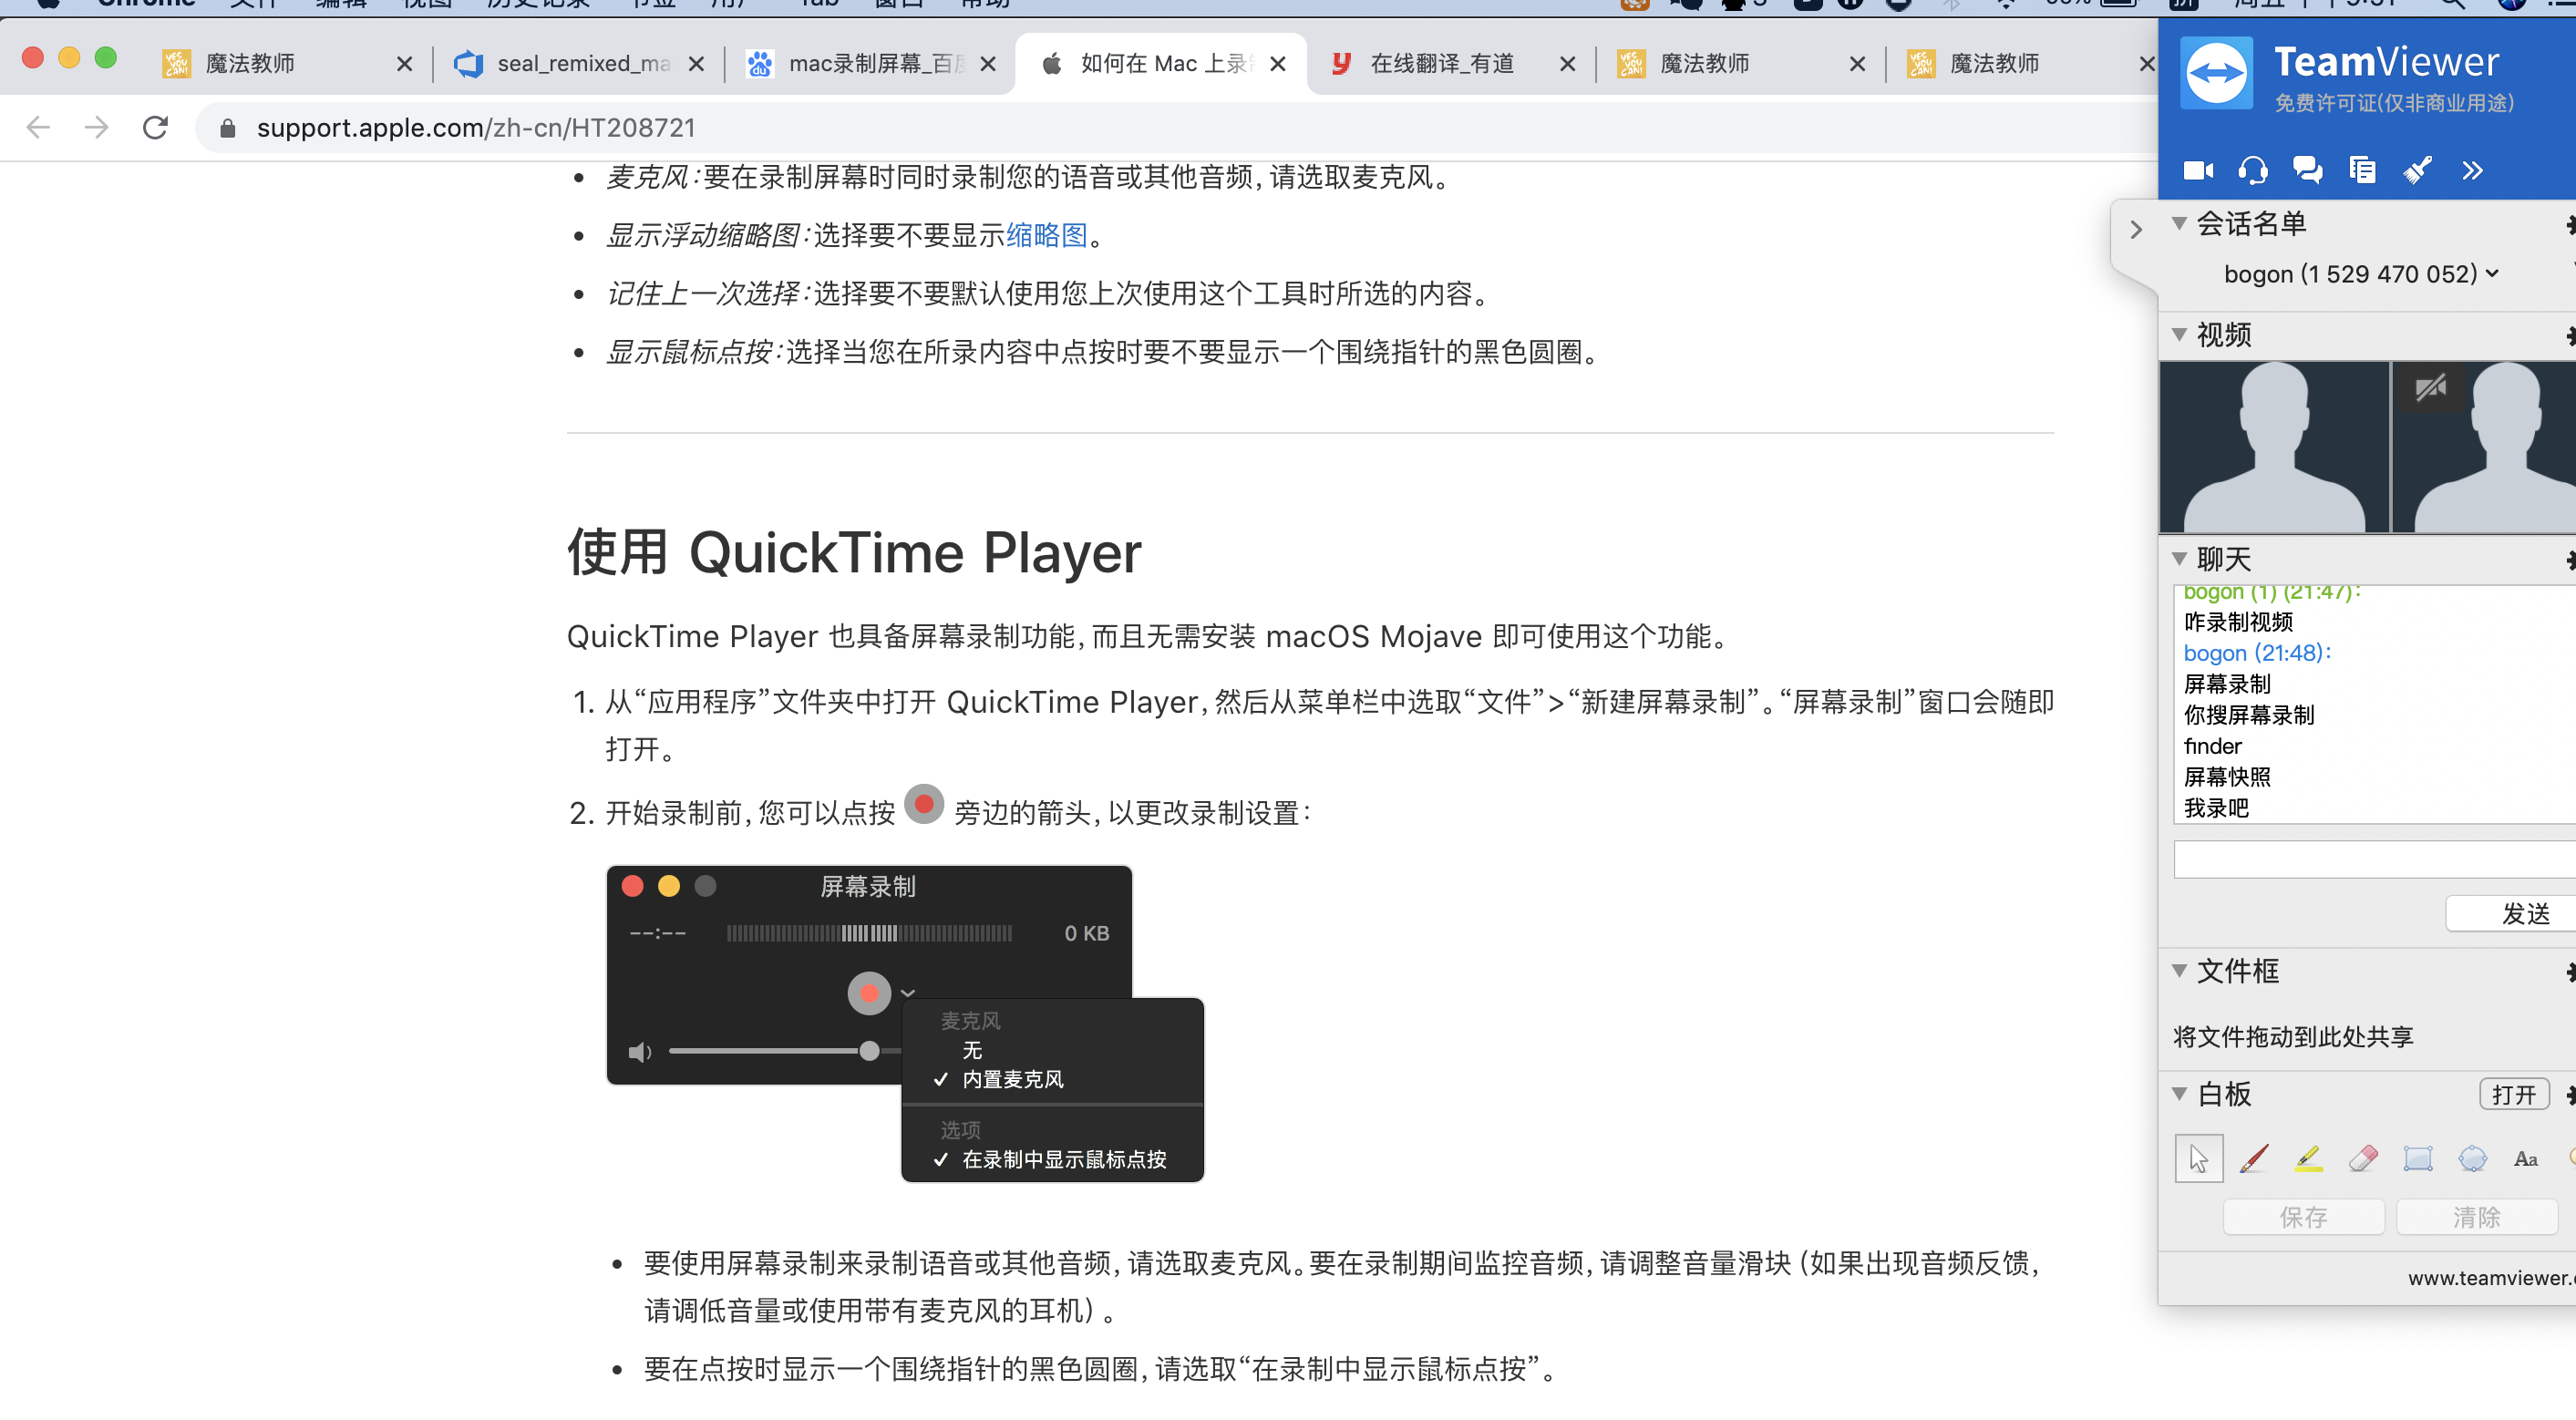 魔法教师
seal_remixed_ma
mac录制屏幕_百度
如何在 Mac 上录制
在线翻译_有道
魔法教师
魔法教师
support.apple.com/zh-cn/HT208721
• 麦克风：要在录制屏幕时同时录制您的语音或其他音频，请选取麦克风。
• 显示浮动缩略图：选择要不要显示缩略图。
• 记住上一次选择：选择要不要默认使用您上次使用这个工具时所选的内容。
• 显示鼠标点按：选择当您在所录内容中点按时要不要显示一个围绕指针的黑色圆圈。
使用 QuickTime Player
QuickTime Player 也具备屏幕录制功能，而且无需安装 macOS Mojave 即可使用这个功能。
1. 从“应用程序”文件夹中打开 QuickTime Player，然后从菜单栏中选取“文件”>“新建屏幕录制”。“屏幕录制”窗口会随即
打开。
2. 开始录制前，您可以点按 旁边的箭头，以更改录制设置：
屏幕录制
--:--
0 KB
麦克风
无
✓ 内置麦克风
选项
✓ 在录制中显示鼠标点按
• 要使用屏幕录制来录制语音或其他音频，请选取麦克风。要在录制期间监控音频，请调整音量滑块（如果出现音频反馈，
请调低音量或使用带有麦克风的耳机）。
• 要在点按时显示一个围绕指针的黑色圆圈，请选取“在录制中显示鼠标点按”。
TeamViewer
免费许可证(仅非商业用途)
会话名单
bogon (1 529 470 052)
视频
聊天
bogon (1) (21:47):
咋录制视频
bogon (21:48):
屏幕录制
你搜屏幕录制
finder
屏幕快照
我录吧
发送
文件框
将文件拖动到此处共享
白板
打开
Aa
保存
清除
www.teamviewer.